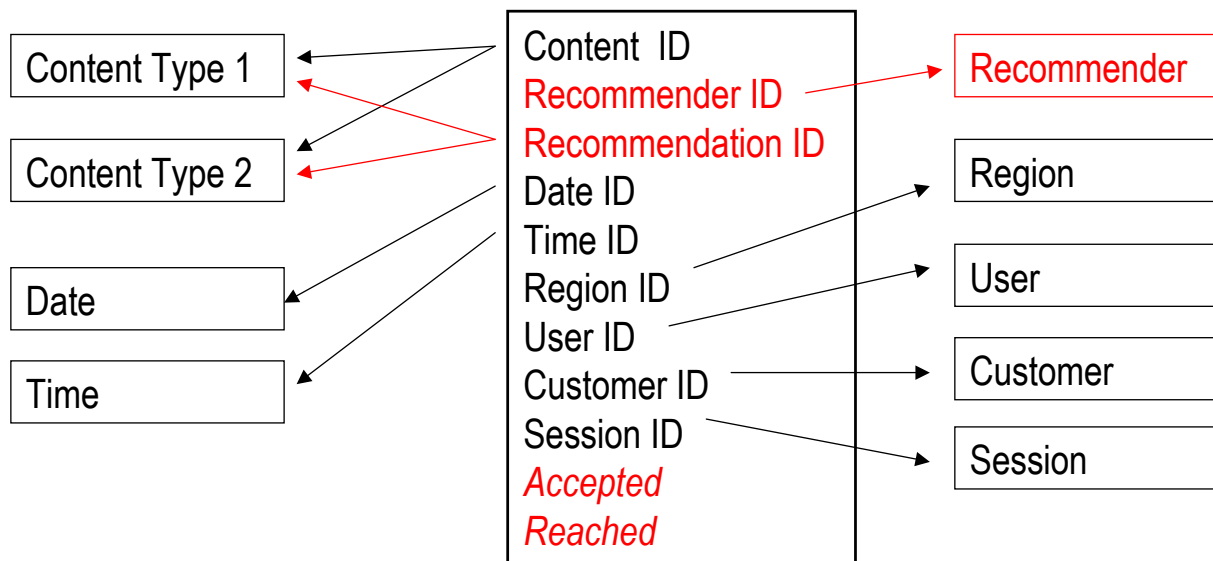 Content Type 1
Content Type 2
Date
Time
Content  ID
Recommender ID
Recommendation ID
Date ID
Time ID
Region ID
User ID
Customer ID
Session ID
Accepted
Reached
Recommender
Region
User
Customer
Session